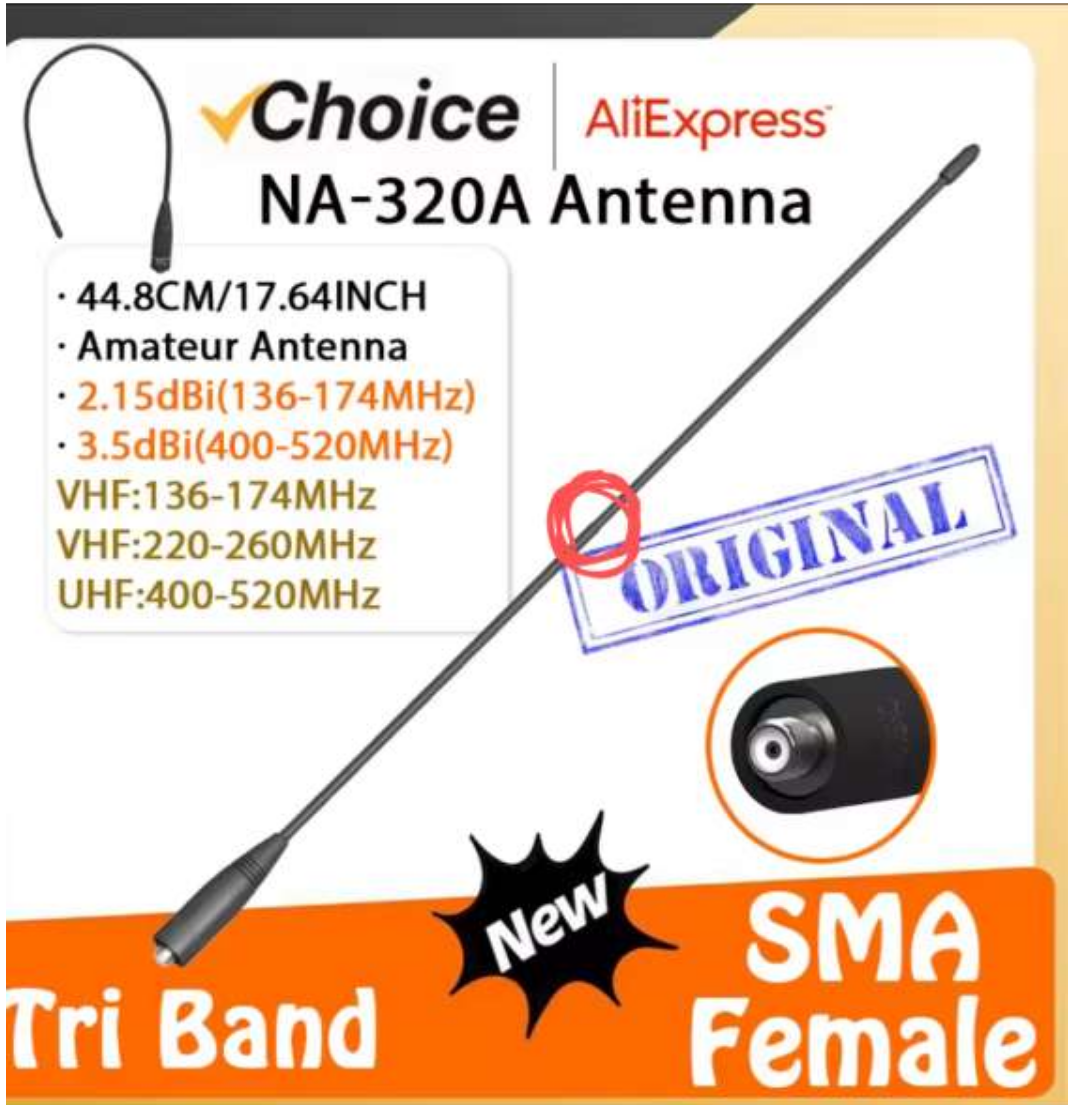 Choice
AliExpress
NA-320A Antenna
· 44.8CM/17.64INCH
· Amateur Antenna
· 2.15dBi(136-174MHz)
· 3.5dBi(400-520MHz)
VHF:136-174MHz
VHF:220-260MHz
UHF:400-520MHz
ORIGINAL
New
Tri Band
SMA
Female